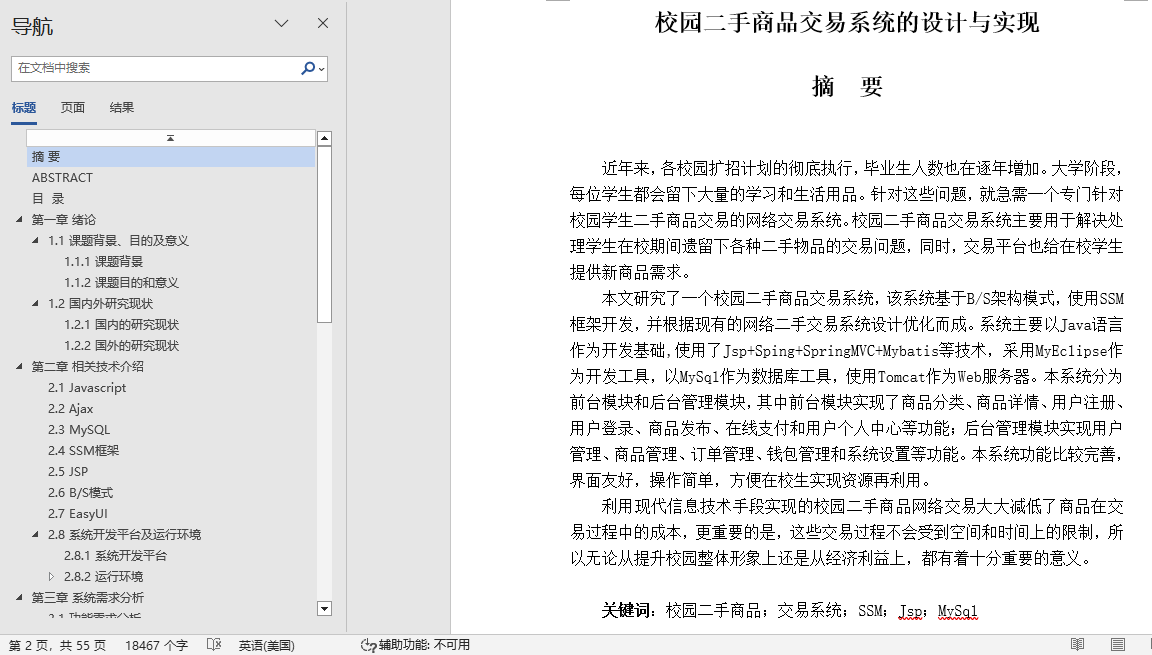 导航
在文档中搜索
标题 页面 结果
摘 要
ABSTRACT
目 录
第一章 绪论
1.1 课题背景、目的及意义
1.1.1 课题背景
1.1.2 课题目的和意义
1.2 国内外研究现状
1.2.1 国内的研究现状
1.2.2 国外的研究现状
第二章 相关技术介绍
2.1 Javascript
2.2 Ajax
2.3 MySQL
2.4 SSM框架
2.5 JSP
2.6 B/S模式
2.7 EasyUI
2.8 系统开发平台及运行环境
2.8.1 系统开发平台
2.8.2 运行环境
第三章 系统需求分析
3.1 功能需求分析
校园二手商品交易系统的设计与实现
摘 要
近年来，各校园扩招计划的彻底执行，毕业生人数也在逐年增加。大学阶段，
每位学生都会留下大量的学习和生活用品。针对这些问题，就急需一个专门针对
校园学生二手商品交易的网络交易系统。校园二手商品交易系统主要用于解决处
理学生在校期间遗留下各种二手物品的交易问题，同时，交易平台也给在校学生
提供新商品需求。
本文研究了一个校园二手商品交易系统，该系统基于B/S架构模式，使用SSM
框架开发，并根据现有的网络二手交易系统设计优化而成。系统主要以Java语言
作为开发基础,使用了Jsp+Sping+SpringMVC+Mybatis等技术，采用MyEclipse作
为开发工具，以MySql作为数据库工具，使用Tomcat作为Web服务器。本系统分为
前台模块和后台管理模块，其中前台模块实现了商品分类、商品详情、用户注册、
用户登录、商品发布、在线支付和用户个人中心等功能；后台管理模块实现用户
管理、商品管理、订单管理、钱包管理和系统设置等功能。本系统功能比较完善，
界面友好，操作简单，方便在校生实现资源再利用。
利用现代信息技术手段实现的校园二手商品网络交易大大减低了商品在交
易过程中的成本，更重要的是，这些交易过程不会受到空间和时间上的限制，所
以无论从提升校园整体形象上还是从经济利益上，都有着十分重要的意义。
关键词：校园二手商品；交易系统；SSM；Jsp；MySql
第 2 页，共 55 页 18467 个字 英语(美国) 辅助功能: 不可用